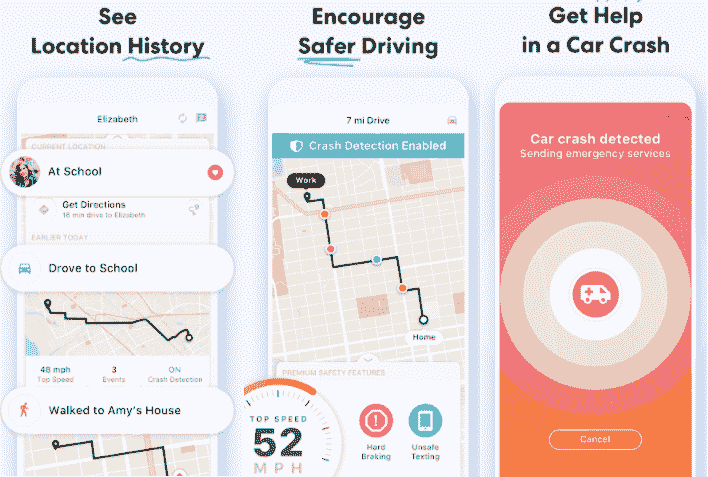 See
Location History
Elizabeth
CURRENT LOCATION
At School
Get Directions
16 min drive to Elizabeth
EARLIER TODAY
Drove to School
48 mph
Top Speed
3
Events
ON
Crash Detection
Walked to Amy's House
Encourage
Safer Driving
7 mi Drive
Crash Detection Enabled
Work
Home
PREMIUM SAFETY FEATURES
TOP SPEED
52
MPH
Hard
Braking
Unsafe
Texting
Get Help
in a Car Crash
Car crash detected
Sending emergency services
Cancel